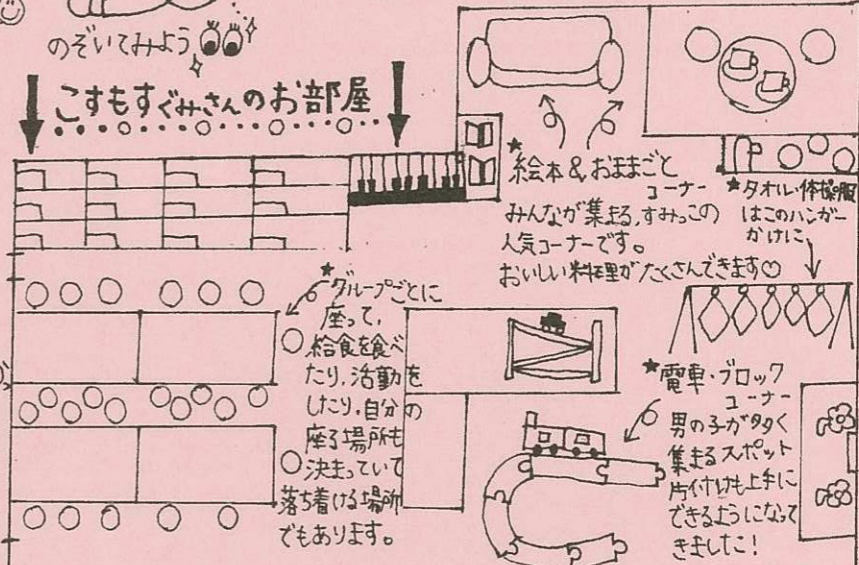 のぞいてみよう
こすもすぐみさんのお部屋
★絵本&おままごと
コーナー
みんなが集まる、すみっこの
人気コーナーです。
おいしい料理がたくさんできます♡
★タオル・体操服
はこのハンガー
かけに
★グループごとに
座って、
給食を食べ
たり、活動を
したり、自分の
座る場所も
決まっていて
落ち着ける場所
でもあります。
★電車・ブロック
コーナー
男の子が多く
集まるスポット
片付けも上手に
できるようになって
きました!